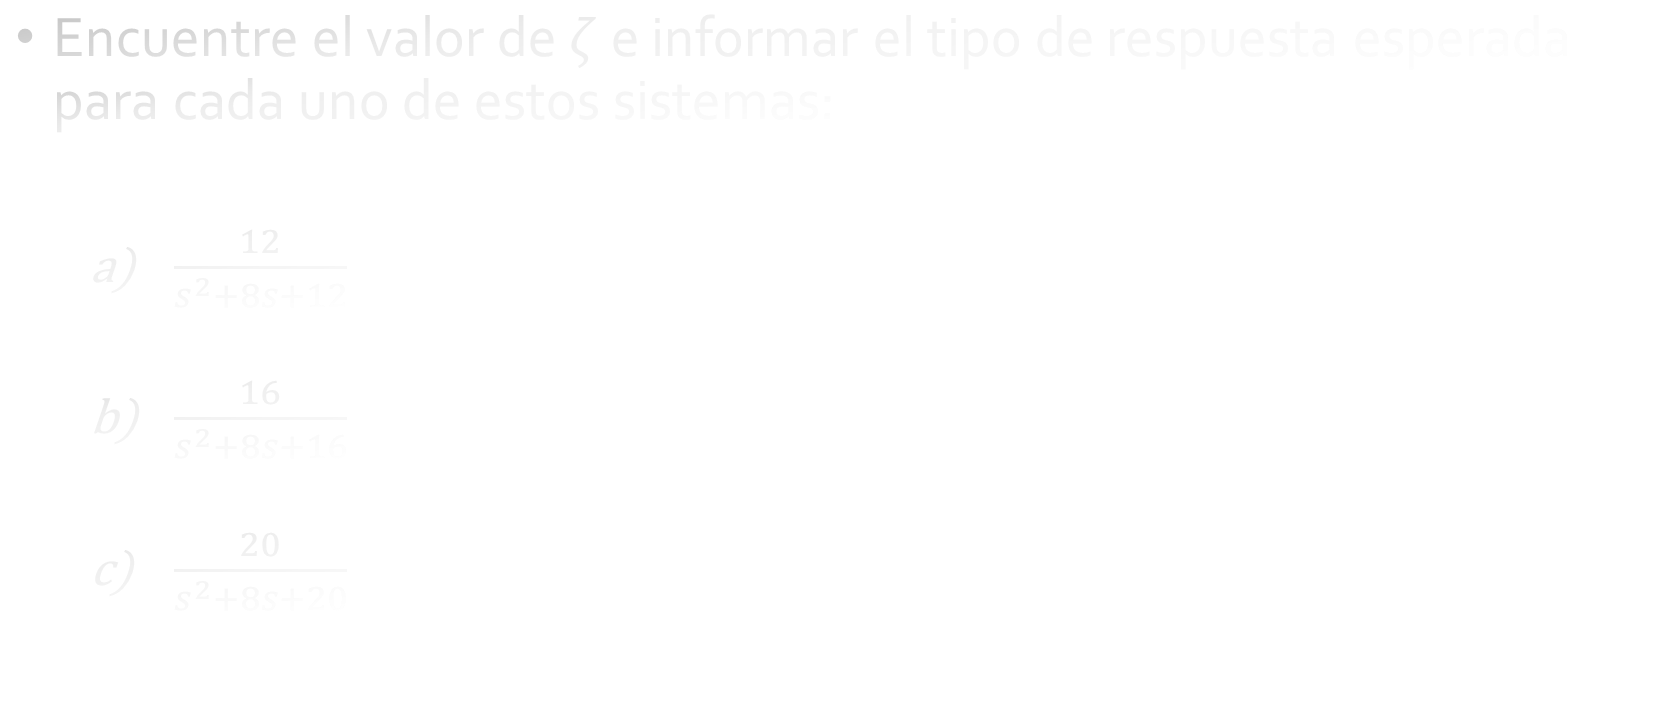 • Encuentre el valor de ζ e informar el tipo de respuesta esperada
para cada uno de estos sistemas:
a) 12 / s²+8s+12
b) 16 / s²+8s+16
c) 20 / s²+8s+20